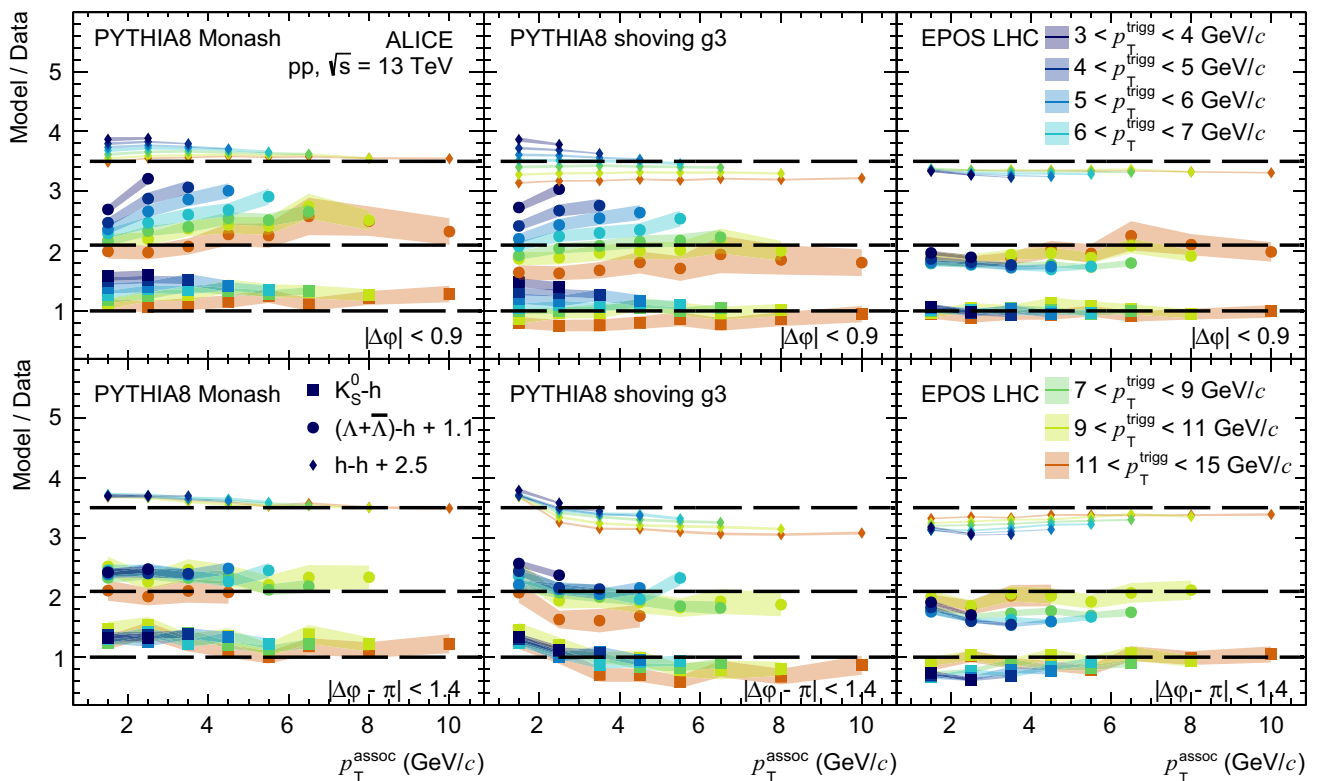 Model / Data
5
4
3
2
1
PYTHIA8 Monash
ALICE
pp, √s = 13 TeV
|Δφ| < 0.9
PYTHIA8 shoving g3
|Δφ| < 0.9
EPOS LHC
3 < p_T^trigg < 4 GeV/c
4 < p_T^trigg < 5 GeV/c
5 < p_T^trigg < 6 GeV/c
6 < p_T^trigg < 7 GeV/c
|Δφ| < 0.9
Model / Data
5
4
3
2
1
PYTHIA8 Monash
K_S^0-h
(Λ+Λ̅)-h + 1.1
h-h + 2.5
|Δφ - π| < 1.4
PYTHIA8 shoving g3
|Δφ - π| < 1.4
EPOS LHC
7 < p_T^trigg < 9 GeV/c
9 < p_T^trigg < 11 GeV/c
11 < p_T^trigg < 15 GeV/c
|Δφ - π| < 1.4
2 4 6 8 10
2 4 6 8 10
2 4 6 8 10
p_T^assoc (GeV/c)
p_T^assoc (GeV/c)
p_T^assoc (GeV/c)